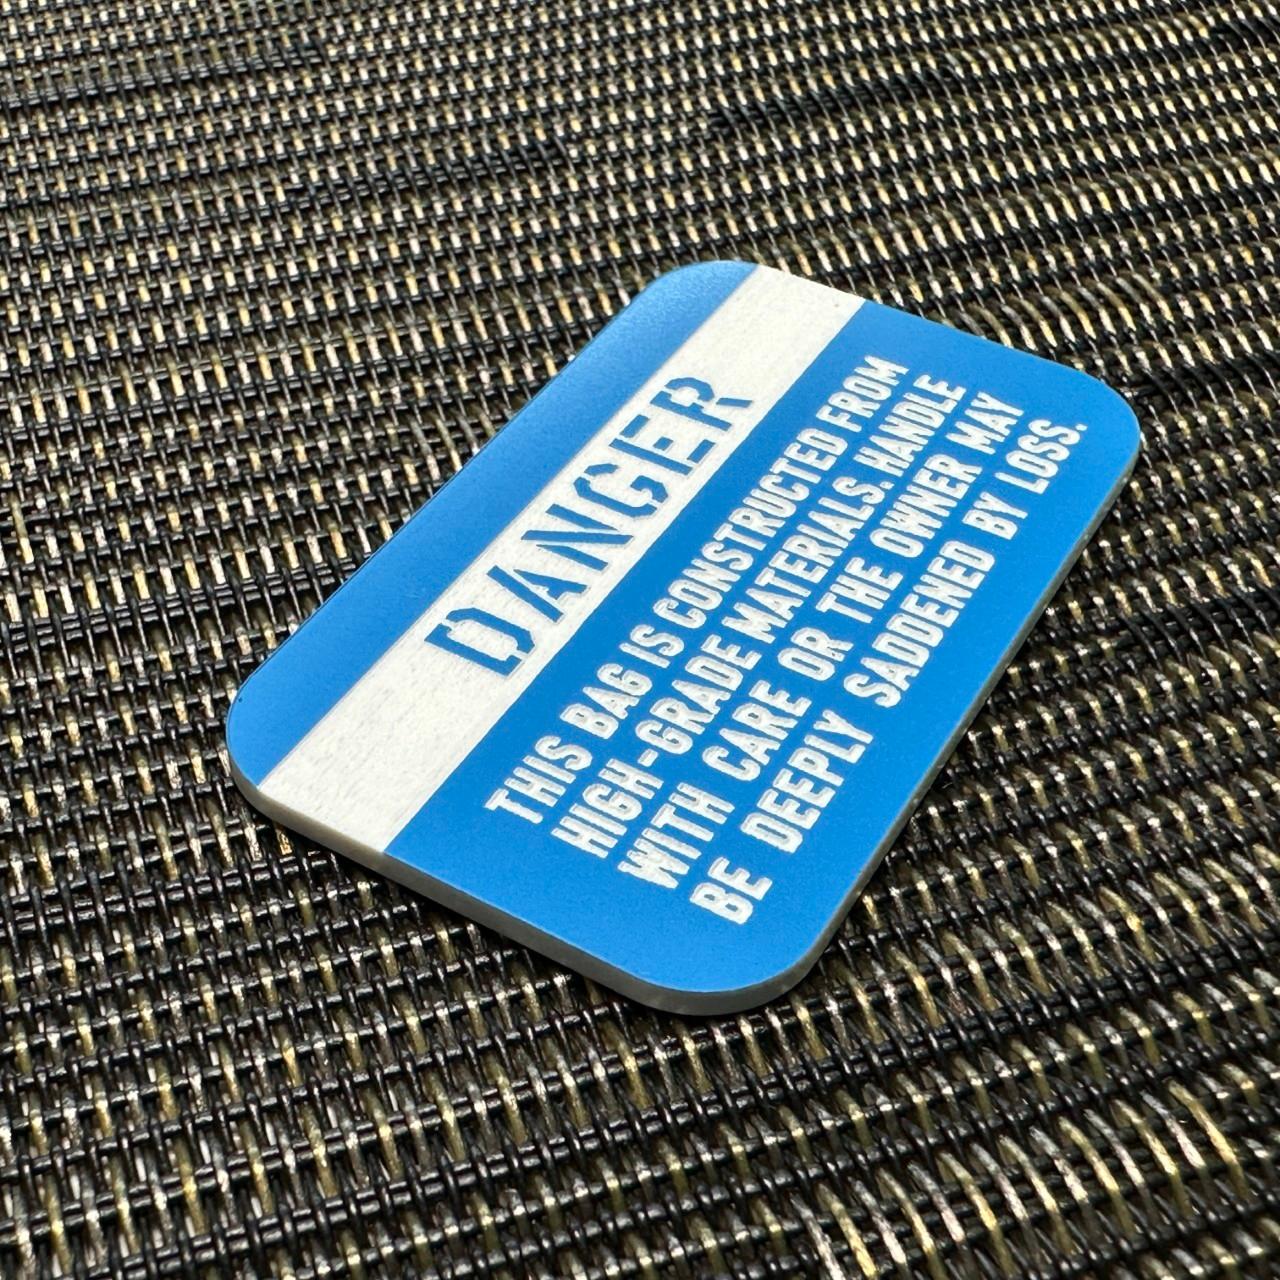 DANGER
THIS BAG IS CONSTRUCTED FROM
HIGH-GRADE MATERIALS. HANDLE
WITH CARE OR THE OWNER MAY
BE DEEPLY SADDENED BY LOSS.